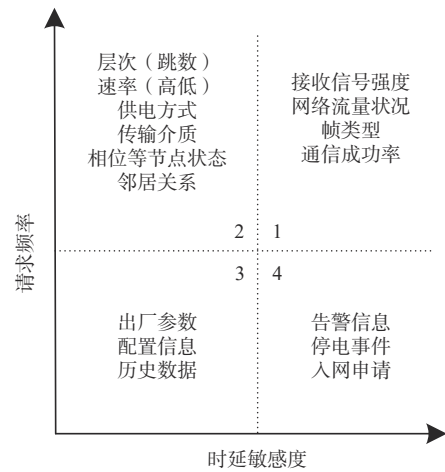 层次（跳数）
速率（高低）
供电方式
传输介质
相位等节点状态
邻居关系
接收信号强度
网络流量状况
帧类型
通信成功率
2
1
3
4
出厂参数
配置信息
历史数据
告警信息
停电事件
入网申请
请求频率
时延敏感度